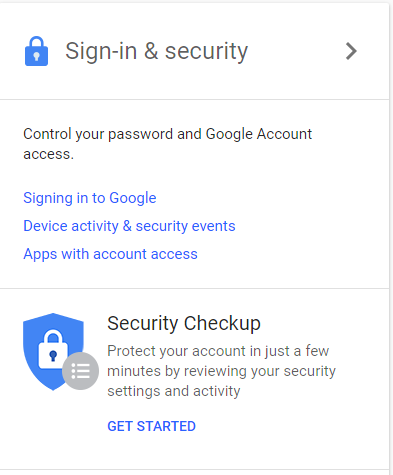 Sign-in & security
Control your password and Google Account
access.
Signing in to Google
Device activity & security events
Apps with account access
Security Checkup
Protect your account in just a few
minutes by reviewing your security
settings and activity
GET STARTED